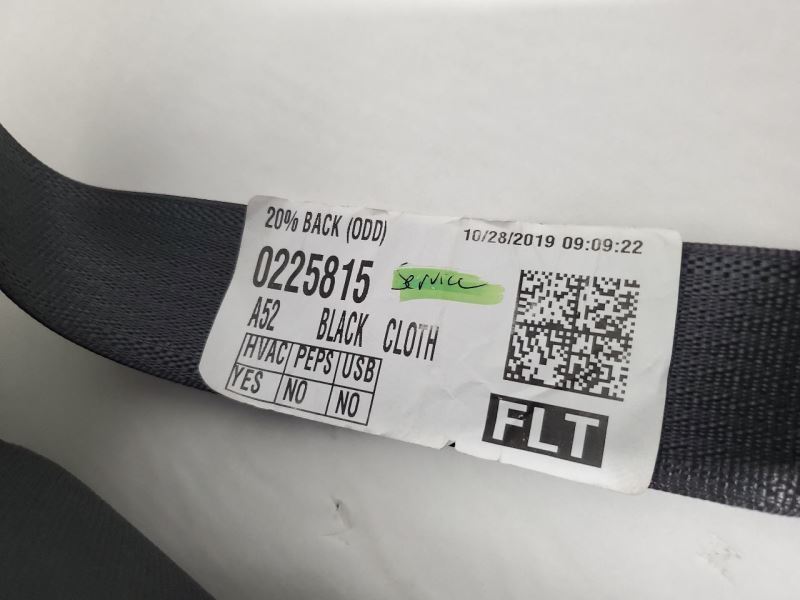 20% BACK (ODD)
10/28/2019 09:09:22
0225815 service
A52 BLACK CLOTH
HVAC PEPS USB
YES NO NO
FLT